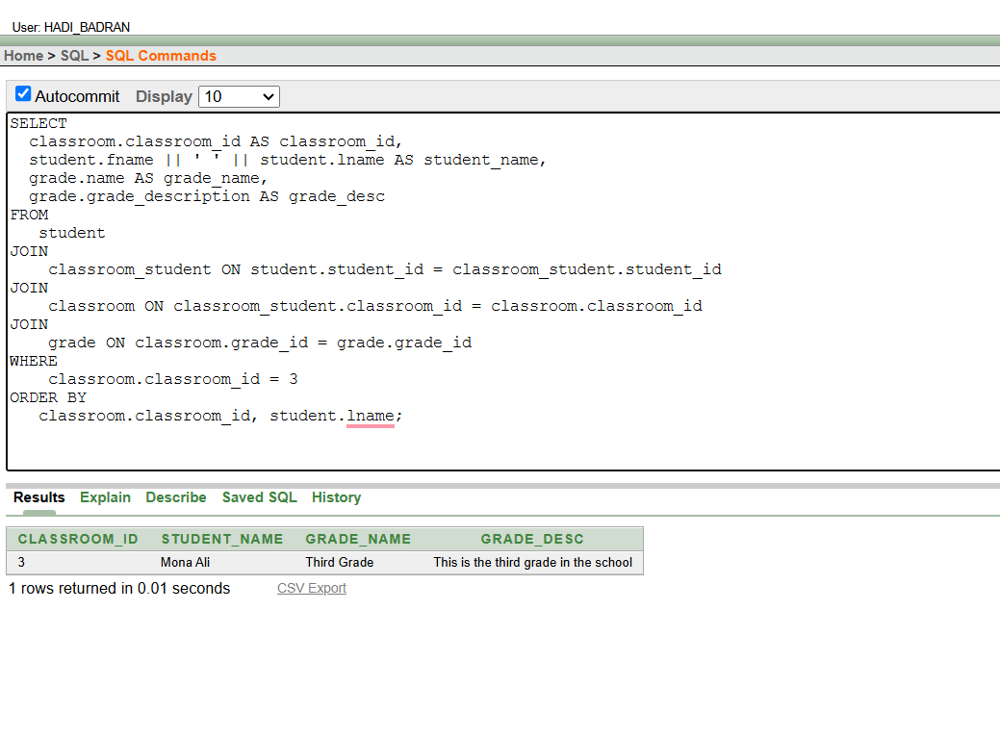 User: HADI_BADRAN
Home > SQL > SQL Commands
Autocommit Display 10
SELECT
classroom.classroom_id AS classroom_id,
student.fname || ' ' || student.lname AS student_name,
grade.name AS grade_name,
grade.grade_description AS grade_desc
FROM
student
JOIN
classroom_student ON student.student_id = classroom_student.student_id
JOIN
classroom ON classroom_student.classroom_id = classroom.classroom_id
JOIN
grade ON classroom.grade_id = grade.grade_id
WHERE
classroom.classroom_id = 3
ORDER BY
classroom.classroom_id, student.lname;
Results Explain Describe Saved SQL History
CLASSROOM_ID STUDENT_NAME GRADE_NAME GRADE_DESC
3 Mona Ali Third Grade This is the third grade in the school
1 rows returned in 0.01 seconds CSV Export